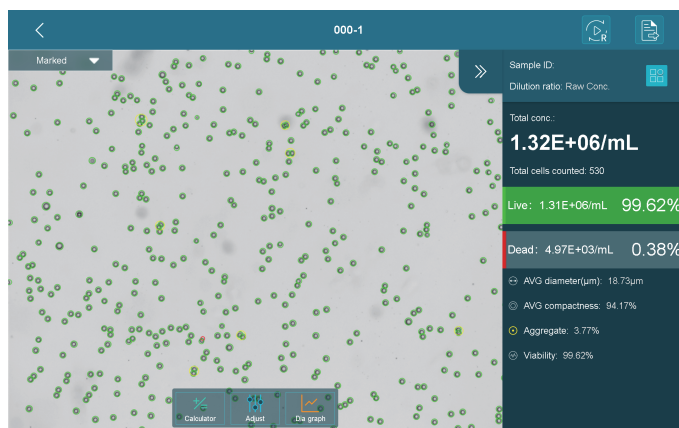 000-1
R
Marked
Sample ID:
Dilution ratio: Raw Conc.
Total conc.:
1.32E+06/mL
Total cells counted: 530
Live: 1.31E+06/mL 99.62%
Dead: 4.97E+03/mL 0.38%
AVG diameter(μm): 18.73μm
AVG compactness: 94.17%
Aggregate: 3.77%
Viability: 99.62%
Calculator Adjust Dia graph